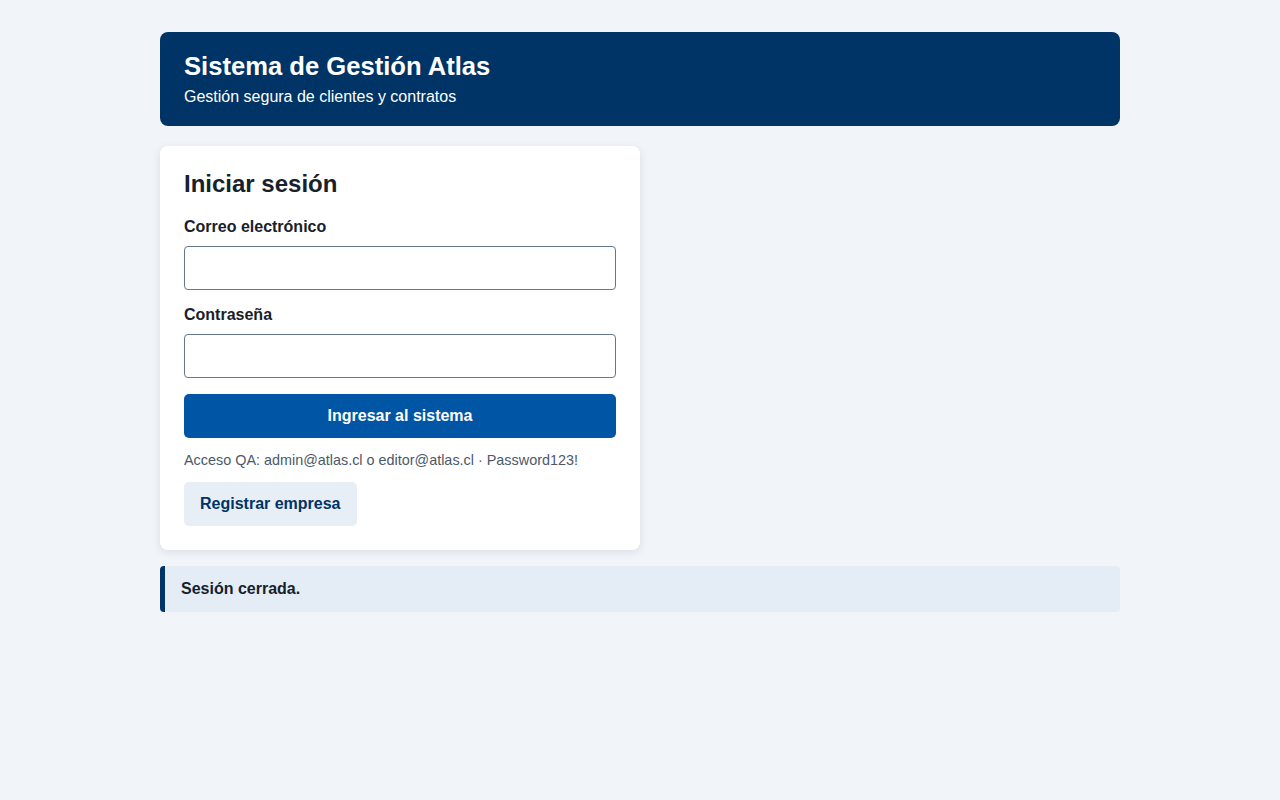 Sistema de Gestión Atlas
Gestión segura de clientes y contratos
Iniciar sesión
Correo electrónico
Contraseña
Ingresar al sistema
Acceso QA: admin@atlas.cl o editor@atlas.cl · Password123!
Registrar empresa
Sesión cerrada.